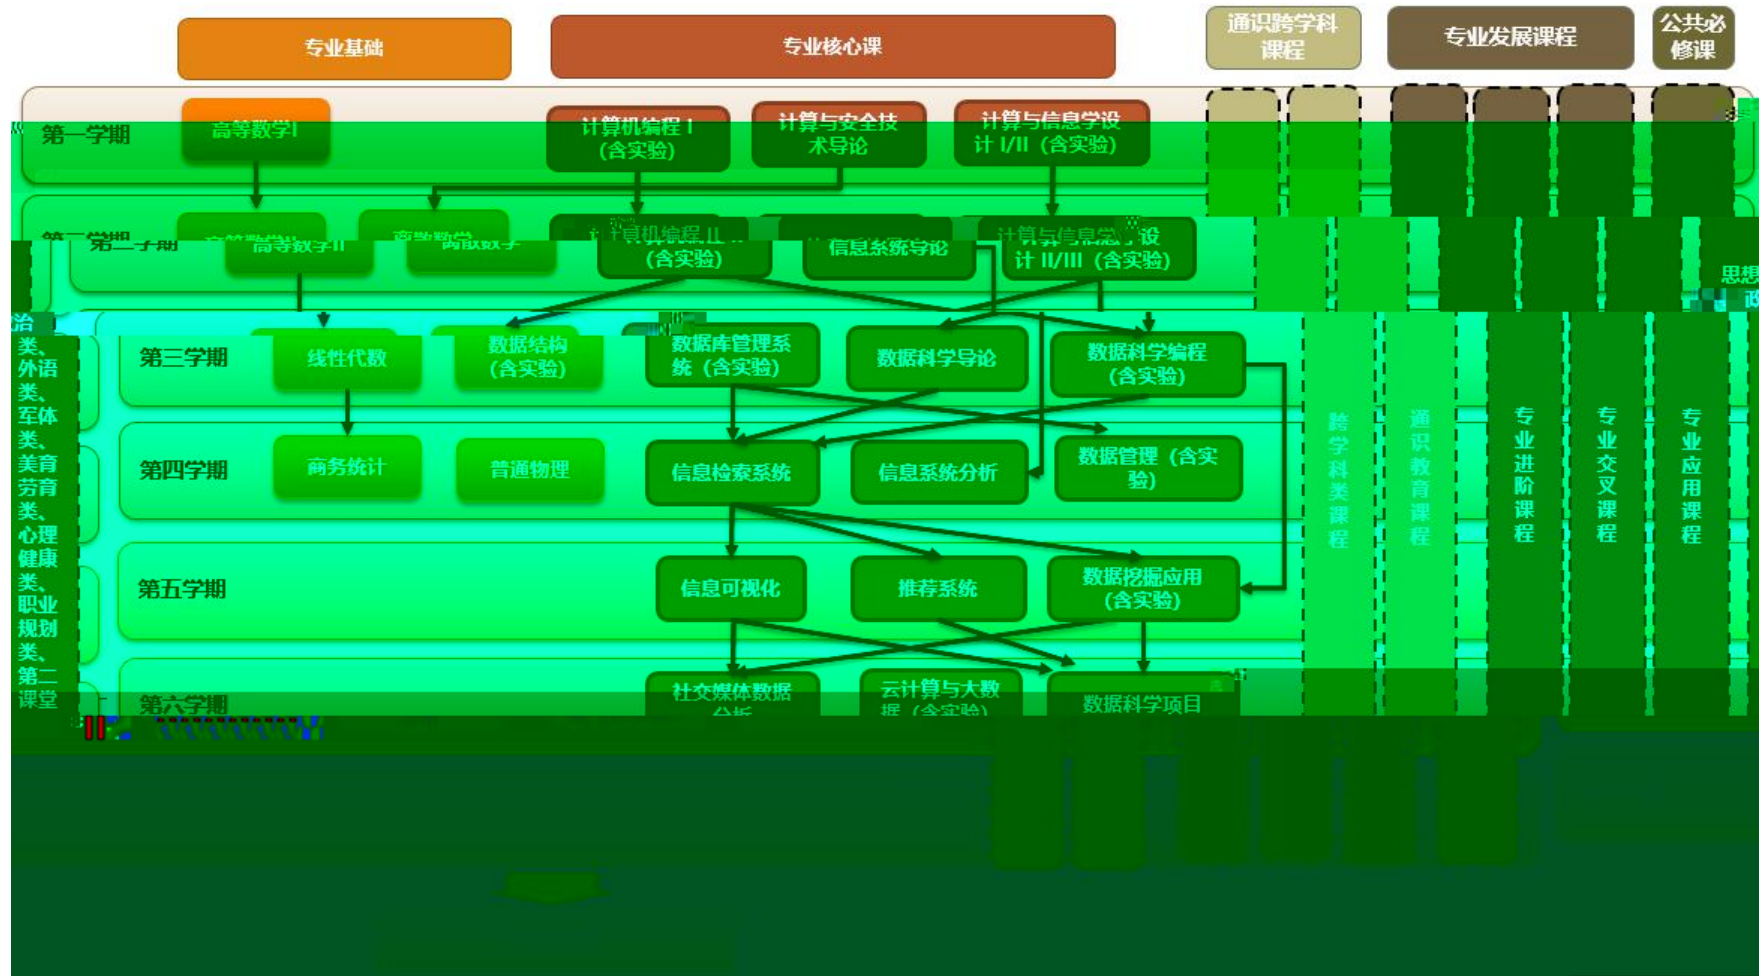 专业基础
专业核心课
通识跨学科
课程
专业发展课程
公共必
修课
第一学期
高等数学I
计算机编程 I
(含实验)
计算与安全技
术导论
计算与信息学设
计 I/II（含实验)
高等数学II
离散数学
计算机编程 II
(含实验)
信息系统导论
计算与信息学设
计 II/III（含实验)
思想
类、
外语
类、
军体
类、
美育
劳育
类、
心理
健康
类、
职业
规划
类、
第二
课堂
第三学期
线性代数
数据结构
(含实验)
数据库管理系
统（含实验)
数据科学导论
数据科学编程
(含实验)
第四学期
商务统计
普通物理
信息检索系统
信息系统分析
数据管理（含实
验)
跨学科类课程
通识教育课程
专业进阶课程
专业交叉课程
专业应用课程
第五学期
信息可视化
推荐系统
数据挖掘应用
(含实验)
第六学期
社交媒体数据
分析
云计算与大数
据（含实验)
数据科学项目